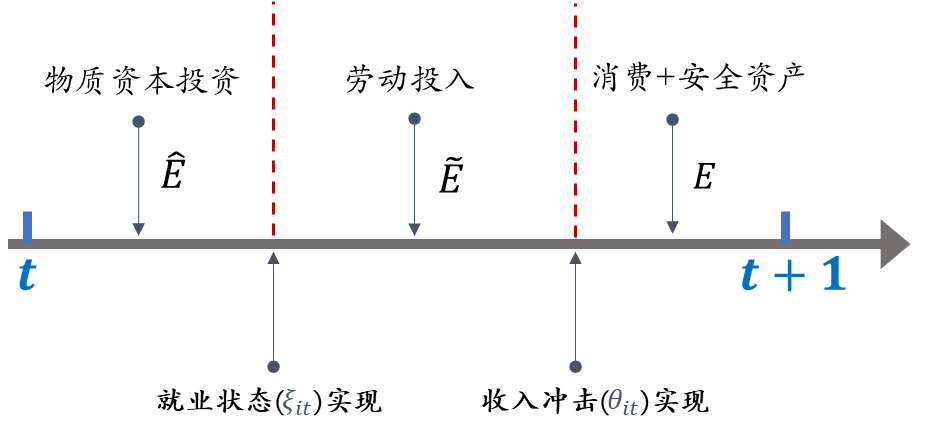 物质资本投资 劳动投入 消费+安全资产
Ê Ẽ E
t t + 1
就业状态(ξit)实现 收入冲击(θit)实现